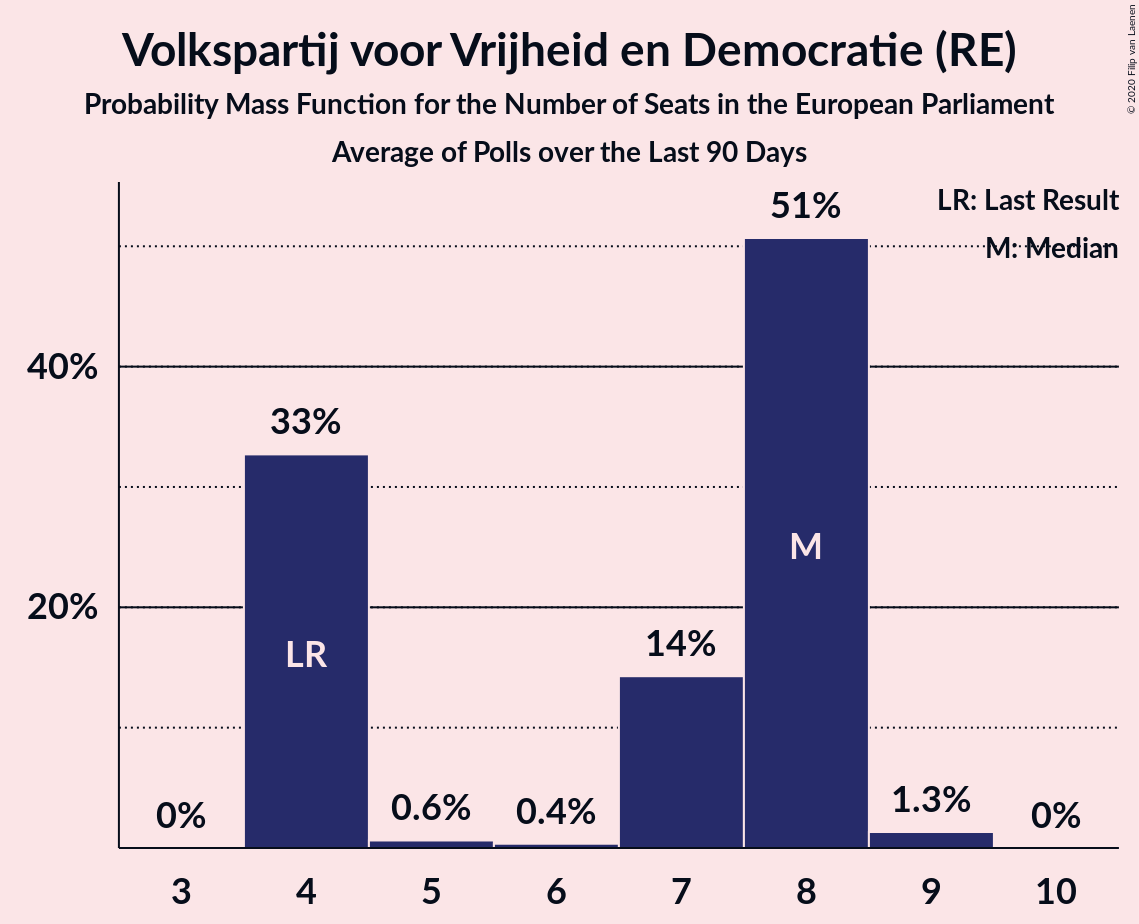 Volkspartij voor Vrijheid en Democratie (RE)
Probability Mass Function for the Number of Seats in the European Parliament
Average of Polls over the Last 90 Days
© 2020 Filip van Laenen
LR: Last Result
M: Median
40%
20%
0%
33%
0.6%
0.4%
14%
51%
1.3%
0%
LR
M
3 4 5 6 7 8 9 10